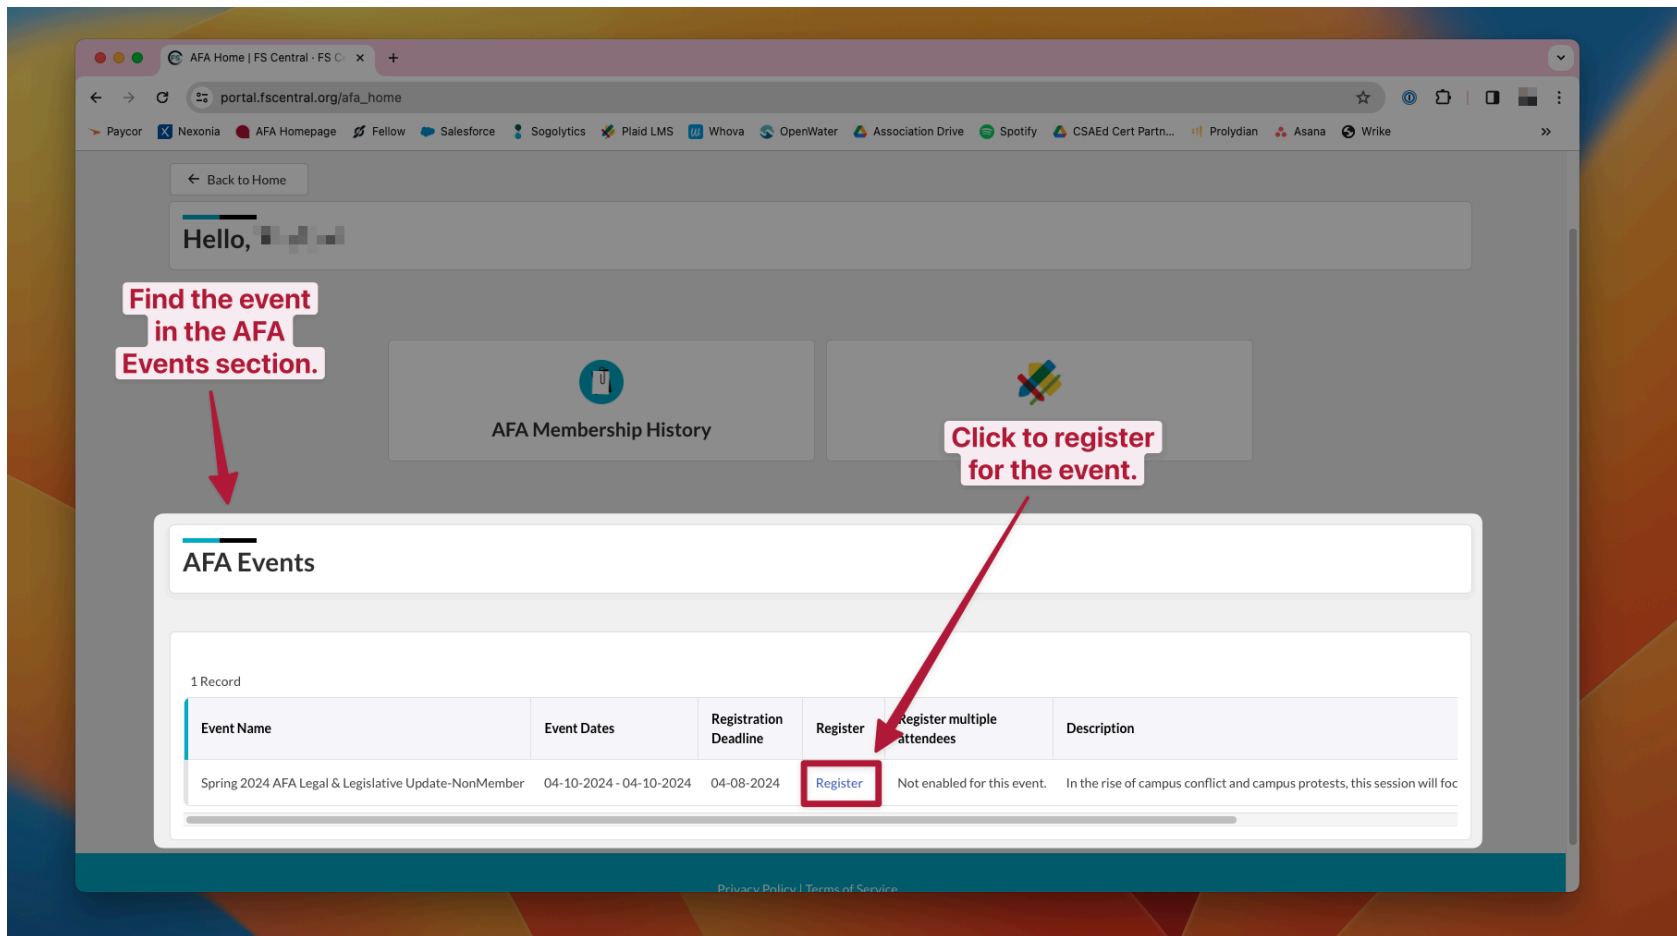 AFA Home | FS Central - FS C
portal.fscentral.org/afa_home
Paycor Nexonia AFA Homepage Fellow Salesforce Sogolytics Plaid LMS Whova OpenWater Association Drive Spotify CSAEd Cert Partn... Prolydian Asana Wrike
Back to Home
Hello,
Find the event
in the AFA
Events section.
AFA Membership History
Click to register
for the event.
AFA Events
1 Record
Event Name Event Dates Registration Deadline Register Register multiple attendees Description
Spring 2024 AFA Legal & Legislative Update-NonMember 04-10-2024 - 04-10-2024 04-08-2024 Register Not enabled for this event. In the rise of campus conflict and campus protests, this session will foc
Privacy Policy | Terms of Service